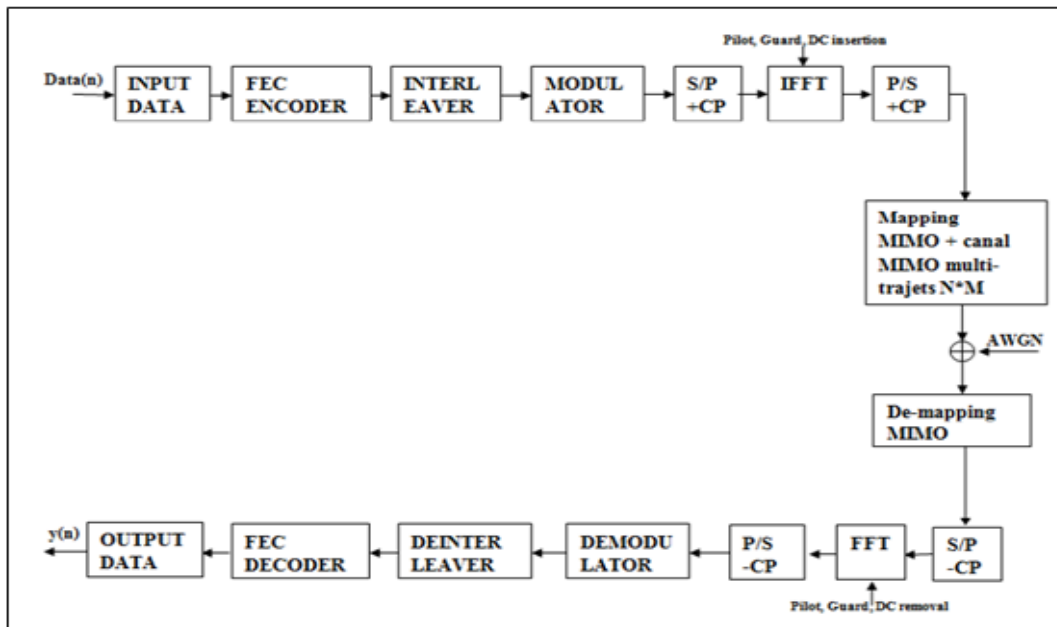 Pilot, Guard, DC insertion
Data(n)
INPUT
DATA
FEC
ENCODER
INTERL
EAVER
MODUL
ATOR
S/P
+CP
IFFT
P/S
+CP
Mapping
MIMO + canal
MIMO multi-
trajets N*M
AWGN
De-mapping
MIMO
S/P
-CP
FFT
Pilot, Guard, DC removal
P/S
-CP
DEMODU
LATOR
DEINTER
LEAVER
FEC
DECODER
OUTPUT
DATA
y(n)